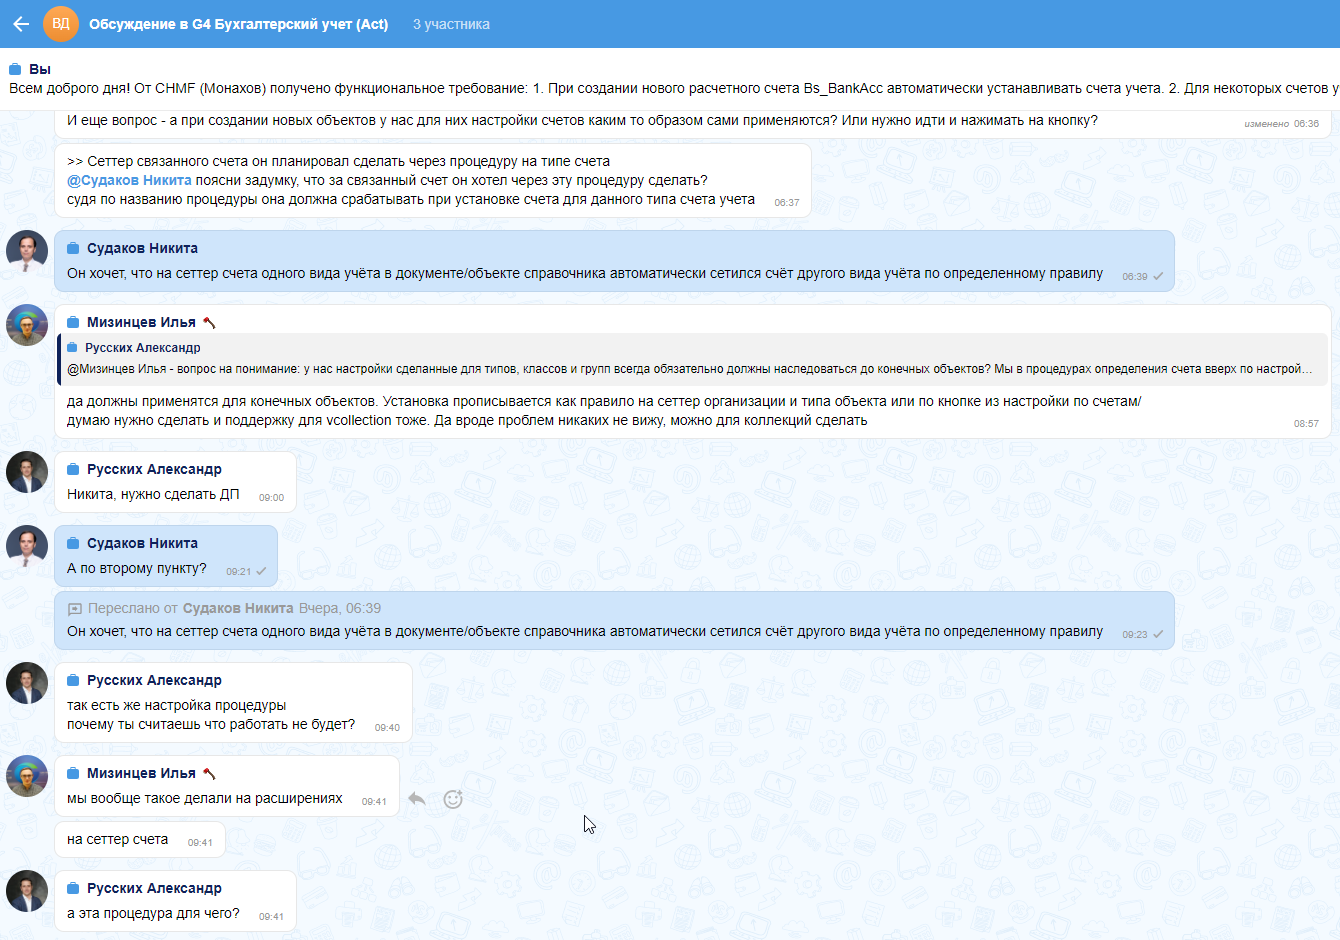 ВД Обсуждение в G4 Бухгалтерский учет (Act) 3 участника
Вы
Всем доброго дня! От CHMF (Монахов) получено функциональное требование: 1. При создании нового расчетного счета Bs_BankAcc автоматически устанавливать счета учета. 2. Для некоторых счетов у
И еще вопрос - а при создании новых объектов у нас для них настройки счетов каким то образом сами применяются? Или нужно идти и нажимать на кнопку? изменено 06:36
>> Сеттер связанного счета он планировал сделать через процедуру на типе счета
@Судаков Никита поясни задумку, что за связанный счет он хотел через эту процедуру сделать?
судя по названию процедуры она должна срабатывать при установке счета для данного типа счета учета 06:37
Судаков Никита
Он хочет, что на сеттер счета одного вида учёта в документе/объекте справочника автоматически сетился счёт другого вида учёта по определенному правилу 06:39
Мизинцев Илья
Русских Александр
@Мизинцев Илья - вопрос на понимание: у нас настройки сделанные для типов, классов и групп всегда обязательно должны наследоваться до конечных объектов? Мы в процедурах определения счета вверх по настрой...
да должны применятся для конечных объектов. Установка прописывается как правило на сеттер организации и типа объекта или по кнопке из настройки по счетам/
думаю нужно сделать и поддержку для vcollection тоже. Да вроде проблем никаких не вижу, можно для коллекций сделать 08:57
Русских Александр
Никита, нужно сделать ДП 09:00
Судаков Никита
А по второму пункту? 09:21
Переслано от Судаков Никита Вчера, 06:39
Он хочет, что на сеттер счета одного вида учёта в документе/объекте справочника автоматически сетился счёт другого вида учёта по определенному правилу 09:23
Русских Александр
так есть же настройка процедуры
почему ты считаешь что работать не будет? 09:40
Мизинцев Илья
мы вообще такое делали на расширениях 09:41
на сеттер счета 09:41
Русских Александр
а эта процедура для чего? 09:41